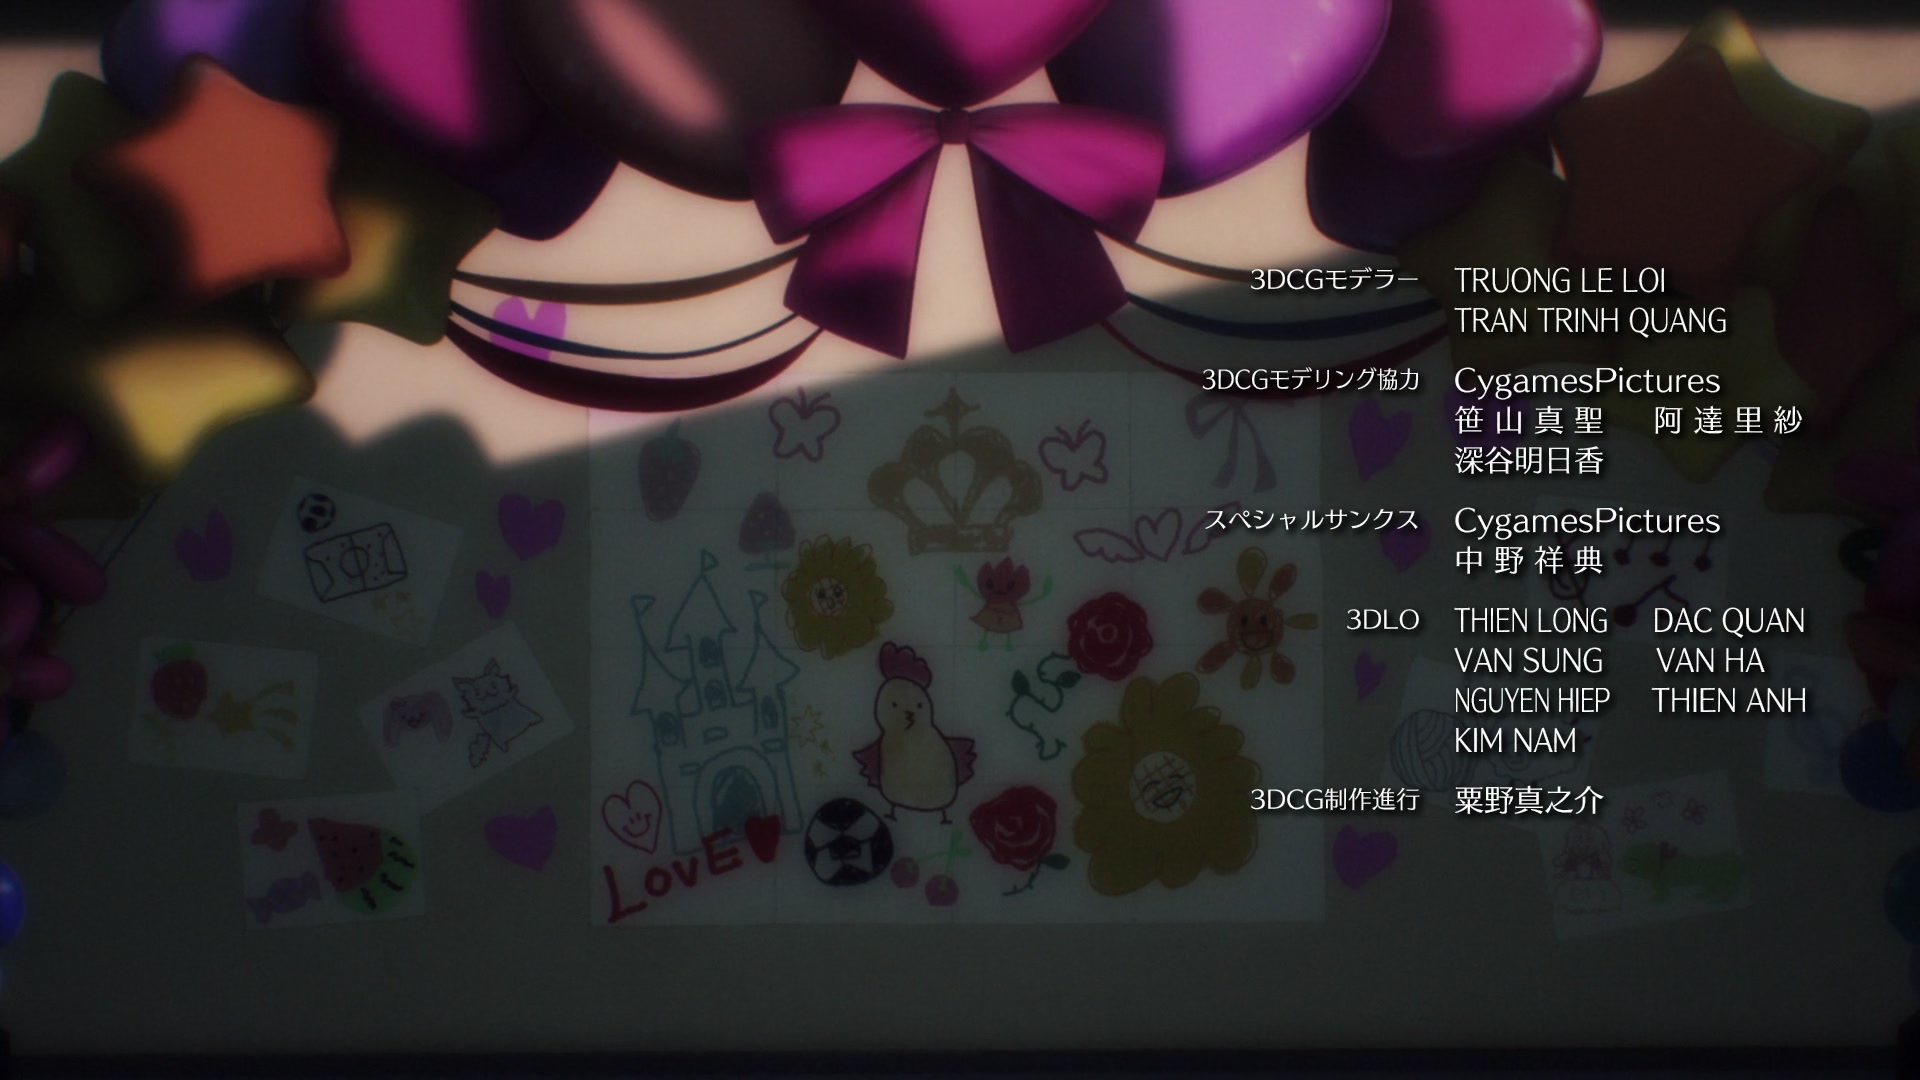 3DCGモデラー TRUONG LE LOI
TRAN TRINH QUANG
3DCGモデリング協力 CygamesPictures
笹山真聖 阿達里紗
深谷明日香
スペシャルサンクス CygamesPictures
中野祥典
3DLO THIEN LONG DAC QUAN
VAN SUNG VAN HA
NGUYEN HIEP THIEN ANH
KIM NAM
3DCG制作進行 粟野真之介
LOVE